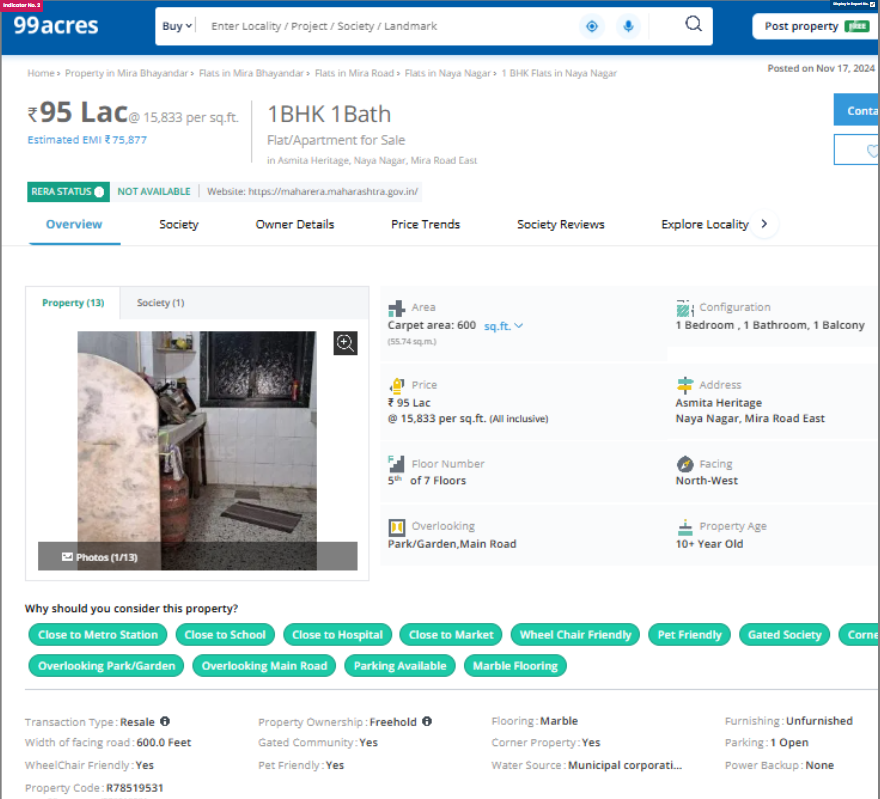 Indicator No. 2
Display in Report No.
99acres
Buy
Enter Locality / Project / Society / Landmark
Post property FREE
Home > Property in Mira Bhayandar > Flats in Mira Bhayandar > Flats in Mira Road > Flats in Naya Nagar > 1 BHK Flats in Naya Nagar
Posted on Nov 17, 2024
₹95 Lac @ 15,833 per sq.ft.
Estimated EMI ₹75,877
1BHK 1Bath
Flat/Apartment for Sale
in Asmita Heritage, Naya Nagar, Mira Road East
Conta
RERA STATUS NOT AVAILABLE Website: https://maharera.maharashtra.gov.in/
Overview Society Owner Details Price Trends Society Reviews Explore Locality
Property (13) Society (1)
Photos (1/13)
Area
Carpet area: 600 sq.ft.
(55.74 sq.m.)
Configuration
1 Bedroom , 1 Bathroom, 1 Balcony
Price
₹ 95 Lac
@ 15,833 per sq.ft. (All inclusive)
Address
Asmita Heritage
Naya Nagar, Mira Road East
Floor Number
5th of 7 Floors
Facing
North-West
Overlooking
Park/Garden,Main Road
Property Age
10+ Year Old
Why should you consider this property?
Close to Metro Station Close to School Close to Hospital Close to Market Wheel Chair Friendly Pet Friendly Gated Society Corne
Overlooking Park/Garden Overlooking Main Road Parking Available Marble Flooring
Transaction Type: Resale Property Ownership: Freehold Flooring: Marble Furnishing: Unfurnished
Width of facing road: 600.0 Feet Gated Community: Yes Corner Property: Yes Parking: 1 Open
WheelChair Friendly: Yes Pet Friendly: Yes Water Source: Municipal corporati... Power Backup: None
Property Code: R78519531